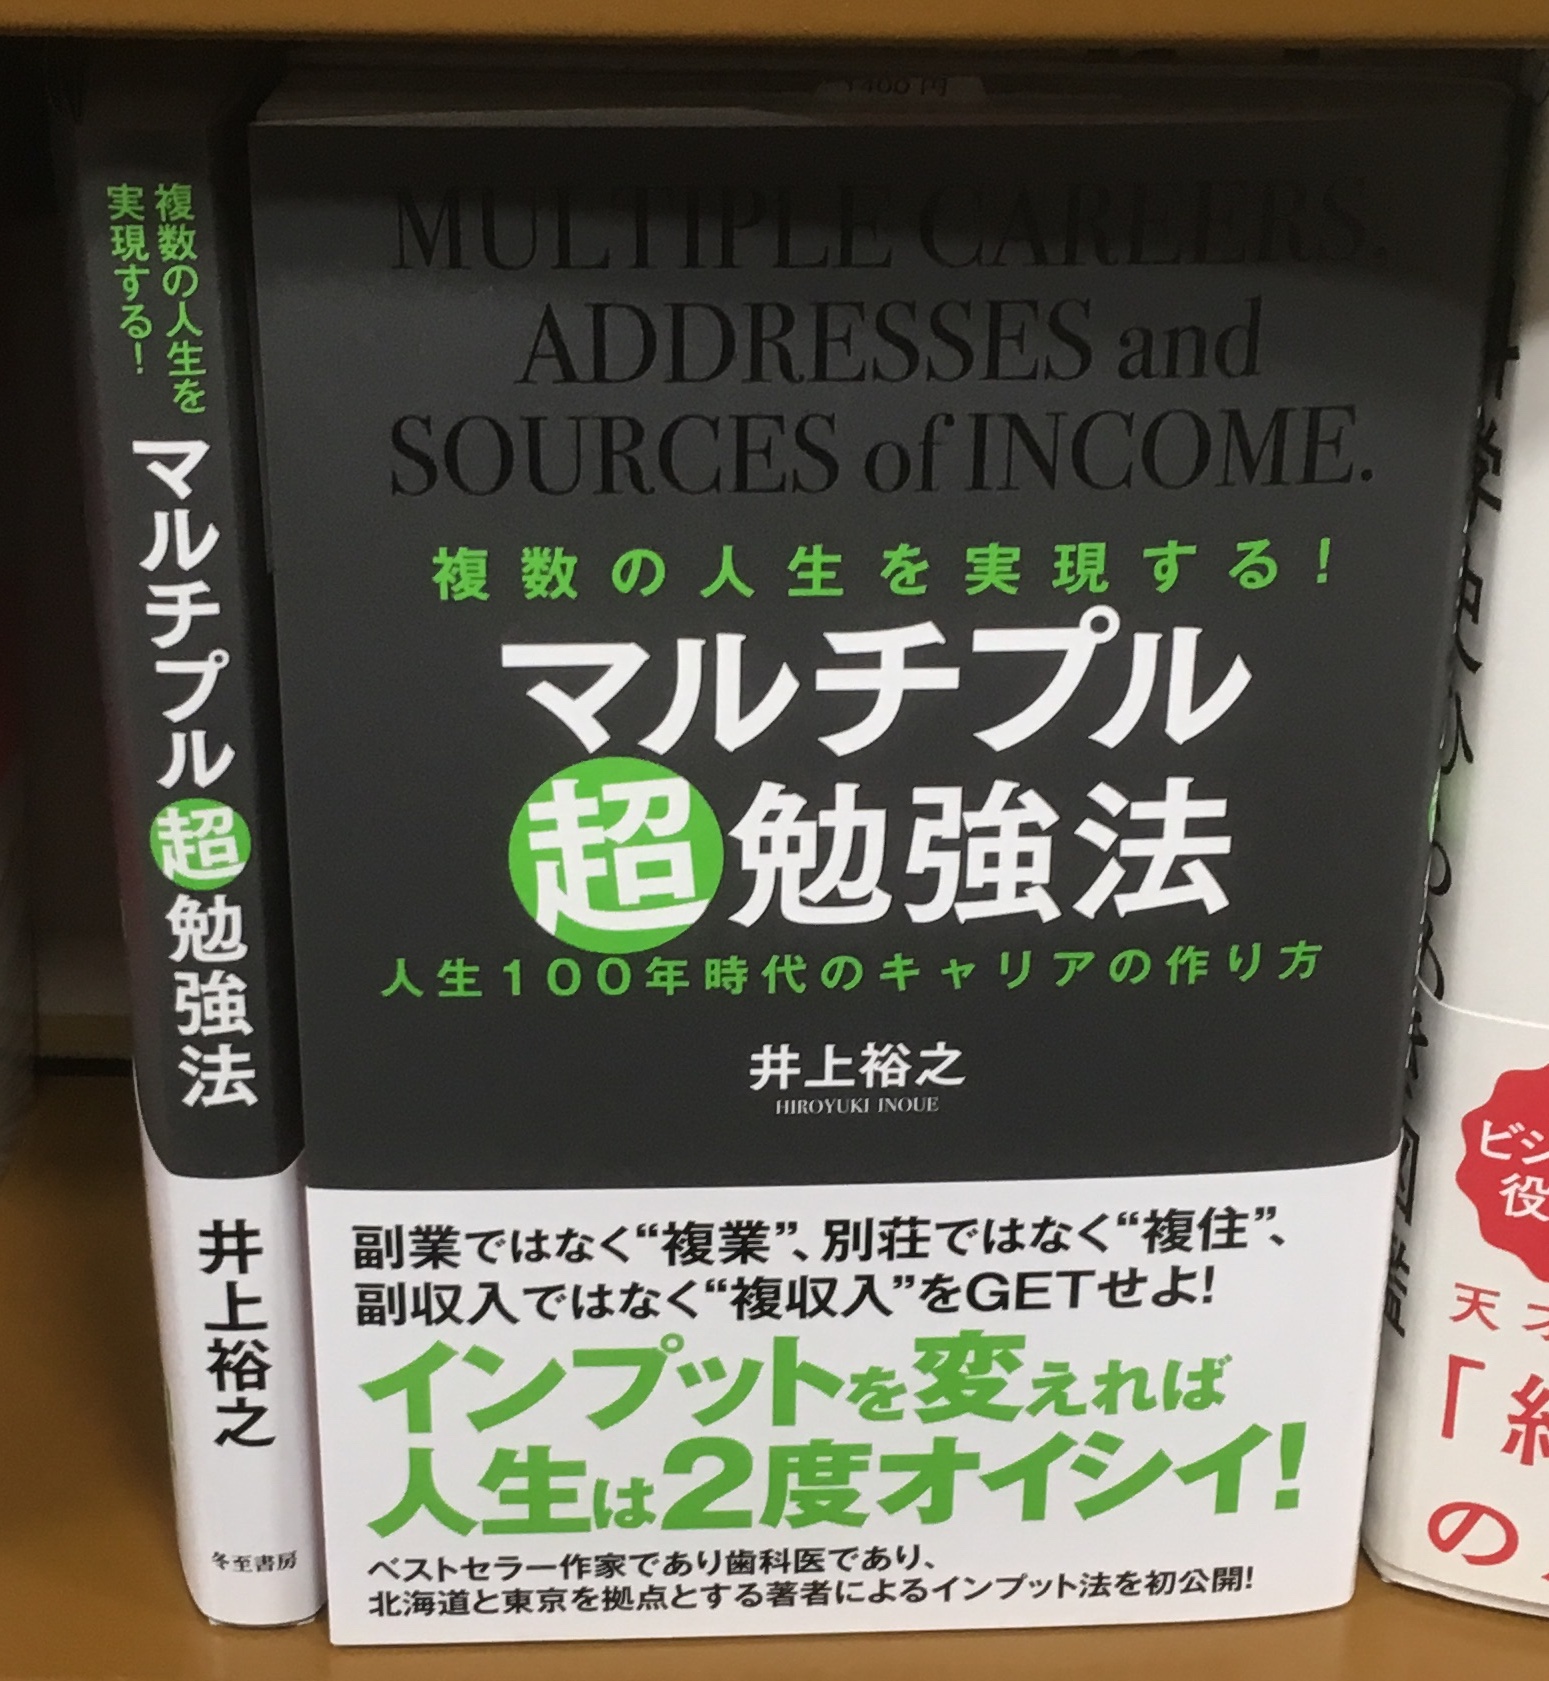 複数の人生を
実現する!
マルチプル超勉強法
井上裕之
冬至書房
MULTIPLE CAREERS,
ADDRESSES and
SOURCES of INCOME.
複数の人生を実現する!
マルチプル
超勉強法
人生100年時代のキャリアの作り方
井上裕之
HIROYUKI INOUE
副業ではなく“複業”、別荘ではなく“複住”、
副収入ではなく“複収入”をGETせよ!
インプットを変えれば
人生は2度オイシイ!
ベストセラー作家であり歯科医であり、
北海道と東京を拠点とする著者によるインプット法を初公開!
ビジ
役
天才
「終
の